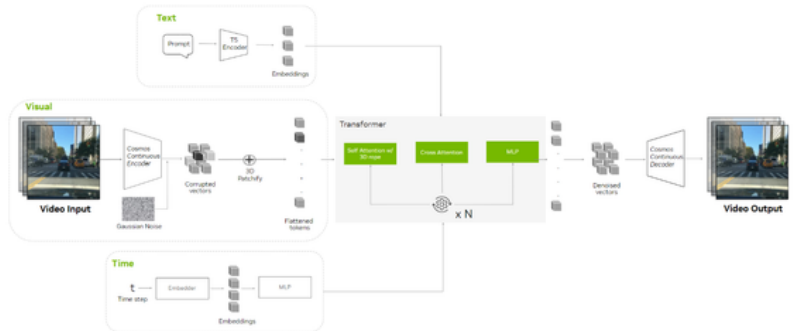 Text
Prompt
T5
Encoder
Embeddings
Visual
Video Input
Cosmos
Continuous
Encoder
Gaussian Noise
Corrupted
vectors
3D
Patchify
Flattened
tokens
Transformer
Self Attention w/
3D-rope
Cross Attention
MLP
x N
Denoised
vectors
Cosmos
Continuous
Decoder
Video Output
Time
t
Time step
Embedder
Embeddings
MLP